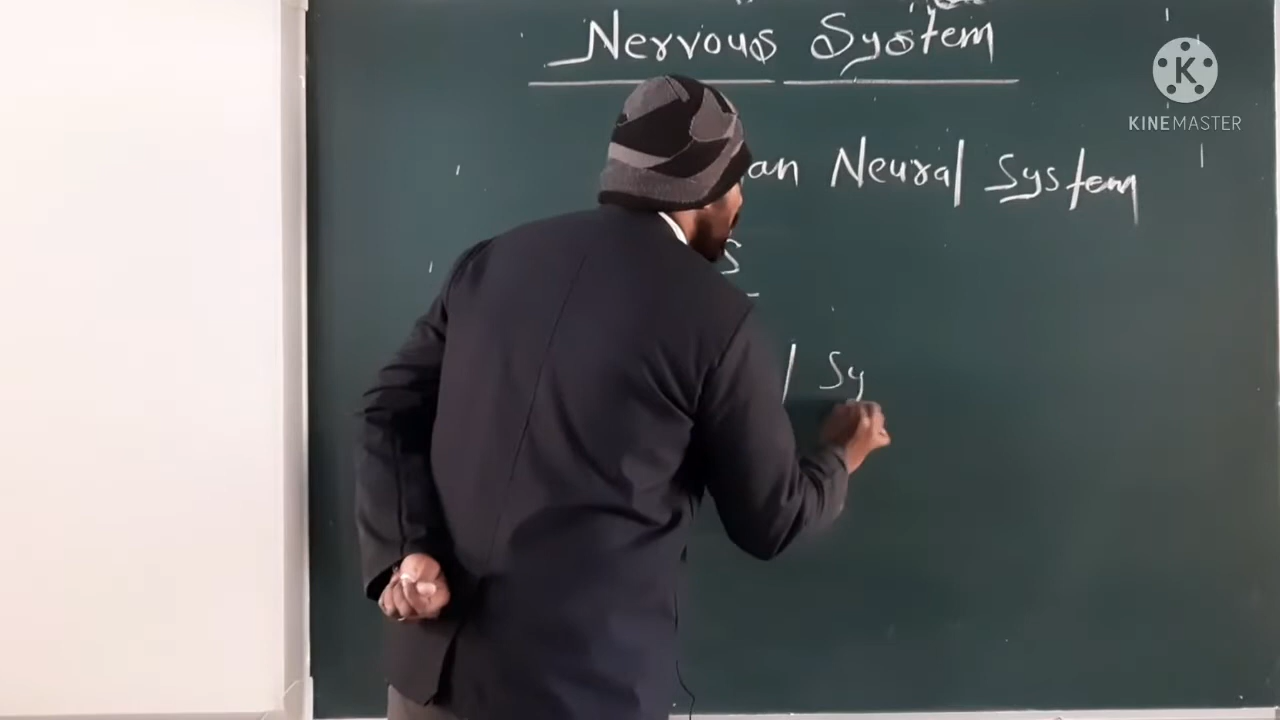 Nervous System
K
KINEMASTER
an Neural System
S
Sy